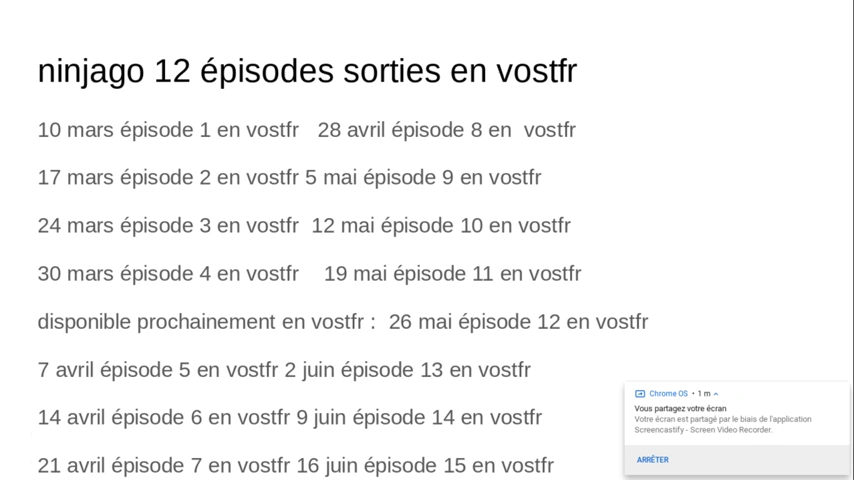 ninjago 12 épisodes sorties en vostfr
10 mars épisode 1 en vostfr 28 avril épisode 8 en vostfr
17 mars épisode 2 en vostfr 5 mai épisode 9 en vostfr
24 mars épisode 3 en vostfr 12 mai épisode 10 en vostfr
30 mars épisode 4 en vostfr 19 mai épisode 11 en vostfr
disponible prochainement en vostfr : 26 mai épisode 12 en vostfr
7 avril épisode 5 en vostfr 2 juin épisode 13 en vostfr
14 avril épisode 6 en vostfr 9 juin épisode 14 en vostfr
21 avril épisode 7 en vostfr 16 juin épisode 15 en vostfr
Chrome OS • 1 m
Vous partagez votre écran
Votre écran est partagé par le biais de l'application
Screencastify - Screen Video Recorder.
ARRÊTER